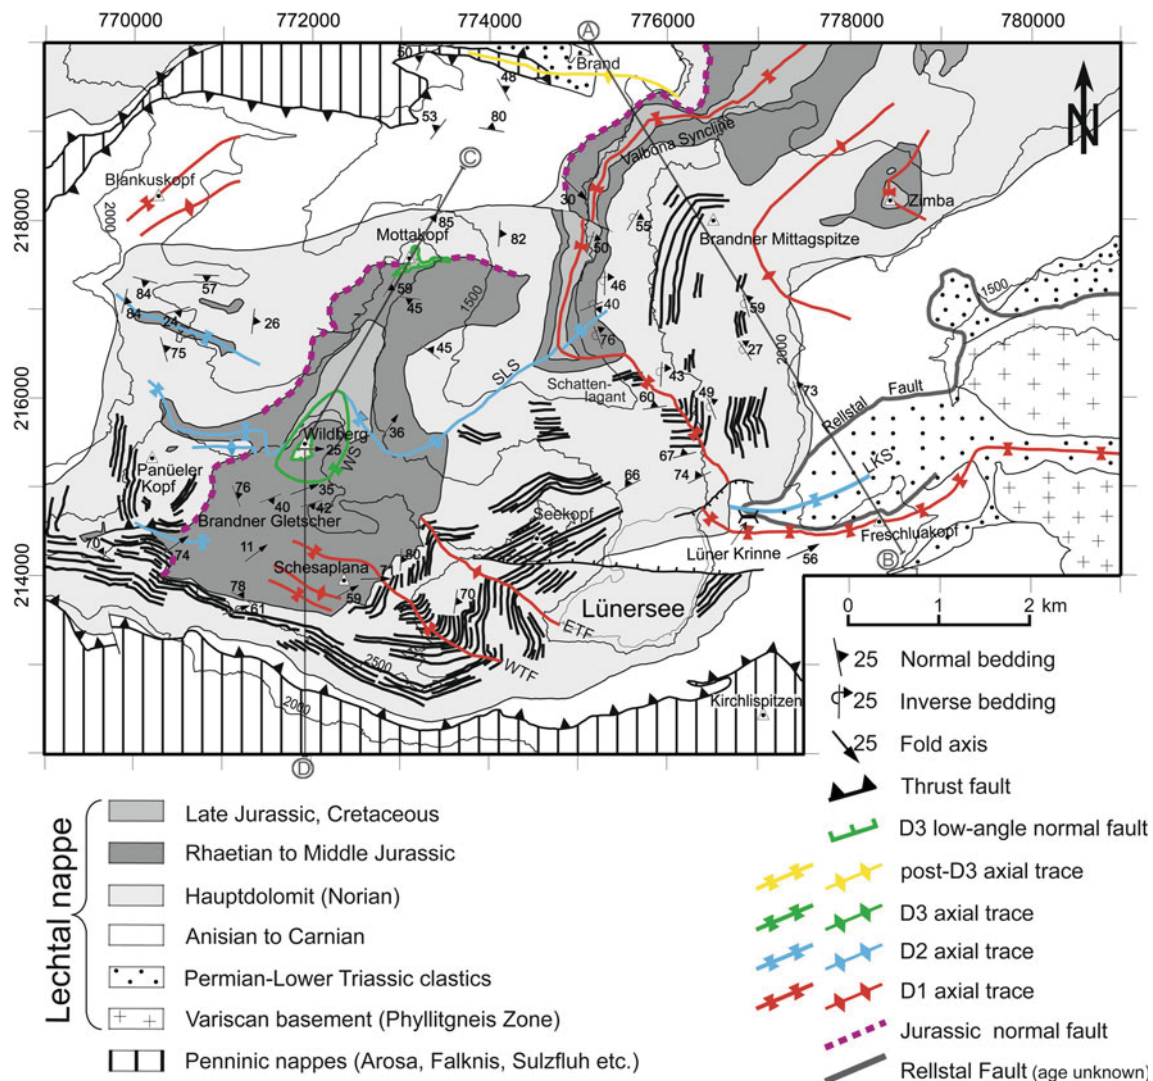 770000 772000 774000 776000 778000 780000
218000
216000
214000
A
50
Brand
48
53
80
C
Valbona Syncline
Blankuskopf
2000
30
Zimba
85
Mottakopf
82
50
55
Brandner Mittagspitze
84
57
59
45
1500
46
59
1500
84
24
26
40
75
45
76
27
2000
SLS
Schatten-
lagant
43
60
49
73
Rellstal Fault
36
Wildberg
25
WS
67
Panüeler
Kopf
76
35
66
74
LKS
40
42
Brandner Gletscher
Seekopf
70
74
11
80
Lüner Krinne
Freschluakopf
56
B
Schesaplana
71
78
59
61
70
Lünersee
ETF
2500
WTF
2000
Kirchlispitzen
D
N
0 1 2 km
25 Normal bedding
25 Inverse bedding
25 Fold axis
Thrust fault
D3 low-angle normal fault
post-D3 axial trace
D3 axial trace
D2 axial trace
D1 axial trace
Jurassic normal fault
Rellstal Fault (age unknown)
Lechtal nappe
Late Jurassic, Cretaceous
Rhaetian to Middle Jurassic
Hauptdolomit (Norian)
Anisian to Carnian
Permian-Lower Triassic clastics
Variscan basement (Phyllitgneis Zone)
Penninic nappes (Arosa, Falknis, Sulzfluh etc.)